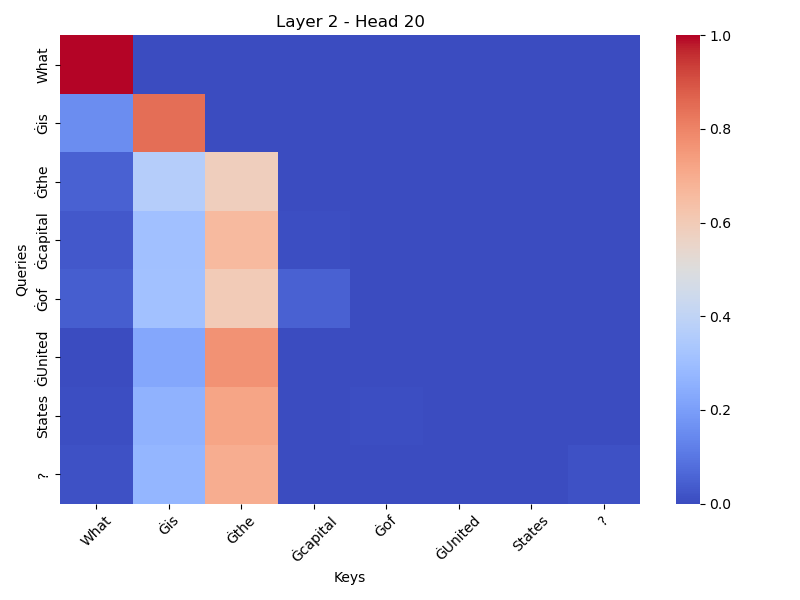 Layer 2 - Head 20
Queries
What
Ġis
Ġthe
Ġcapital
Ġof
ĠUnited
States
?
What
Ġis
Ġthe
Ġcapital
Ġof
ĠUnited
States
?
Keys
1.0
0.8
0.6
0.4
0.2
0.0